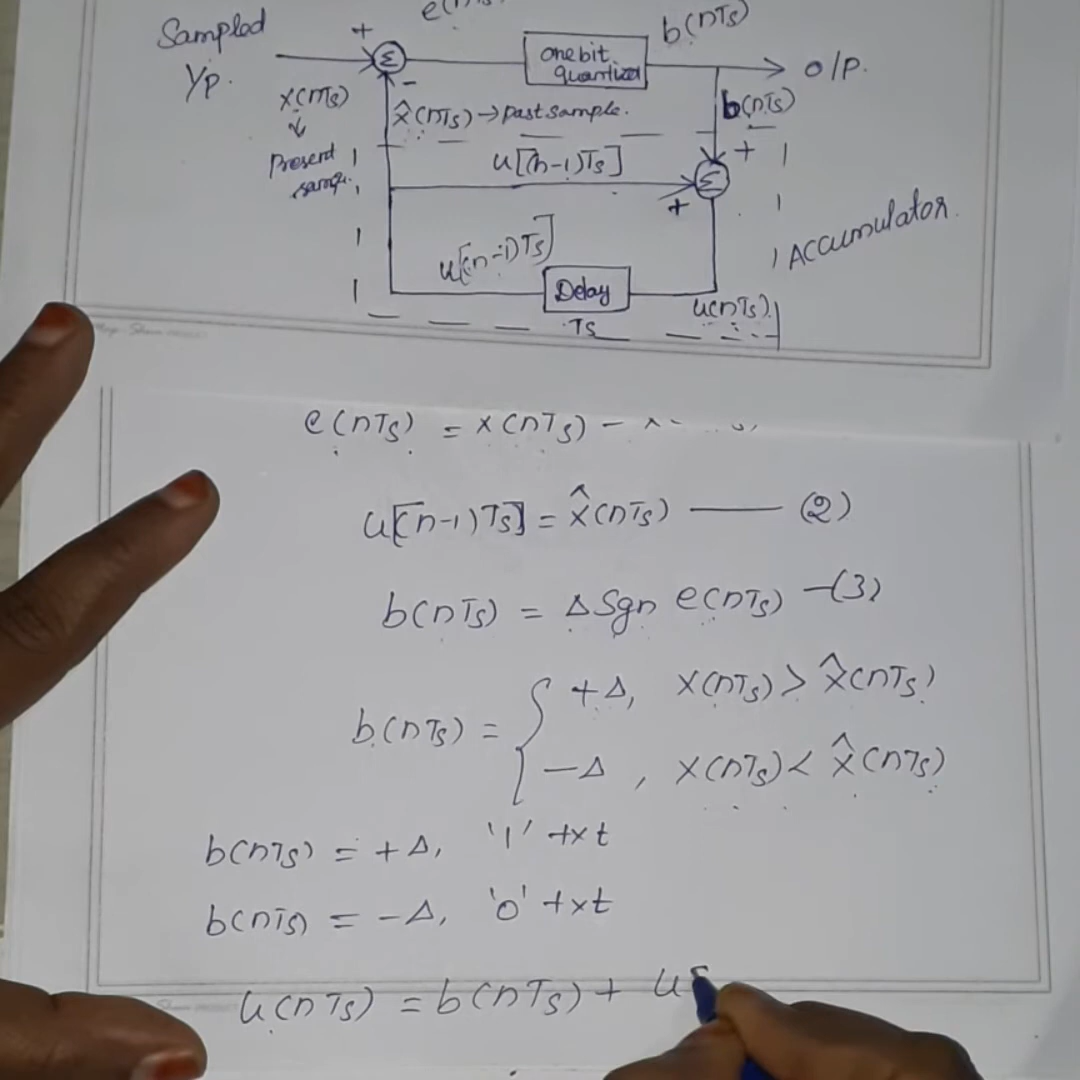 Sampled
Yp.
+
Σ
-
one bit
quantized
b(nTs)
O/P.
x(nTs)
x̂(nTs) → past sample.
b(nTs)
Present
u[(n-1)Ts]
+
Σ
+
Accumulator
u[(n-1)Ts]
Delay
Ts
u(nTs)
e(nTs) = x(nTs) -
u[(n-1)Ts] = x̂(nTs) —— (2)
b(nTs) = Δ Sgn e(nTs) -(3)
b(nTs) = { +Δ, x(nTs) > x̂(nTs)
-Δ, x(nTs) < x̂(nTs)
b(nTs) = +Δ, '1' txt
b(nTs) = -Δ, '0' txt
u(nTs) = b(nTs) + u[